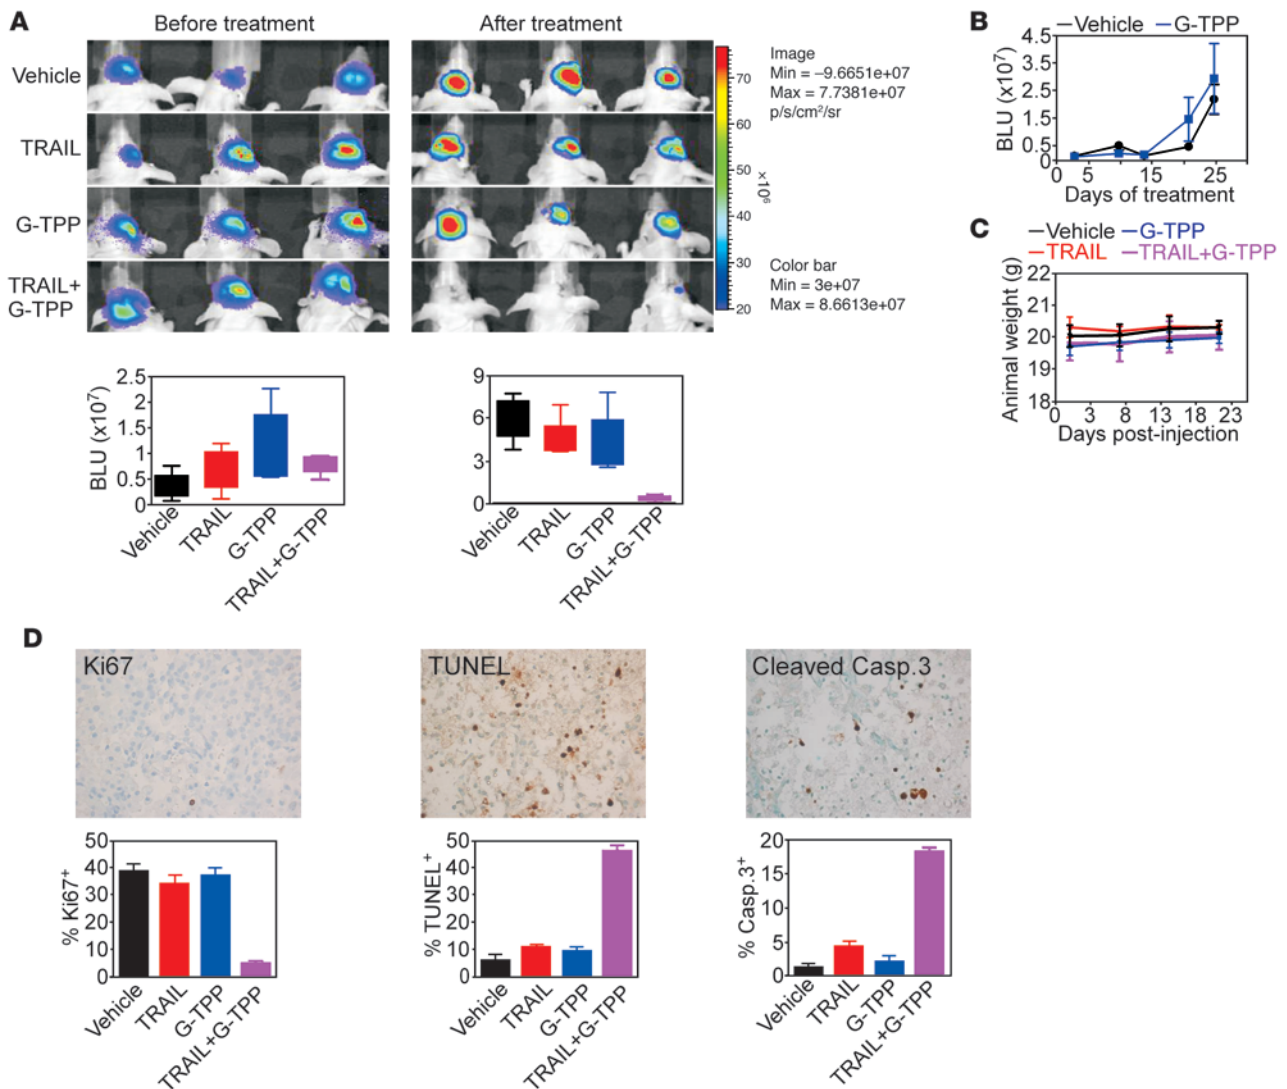 A
Before treatment
After treatment
Vehicle
TRAIL
G-TPP
TRAIL+
G-TPP
70
60
50
40
30
20
×10⁶
Image
Min = –9.6651e+07
Max = 7.7381e+07
p/s/cm²/sr
Color bar
Min = 3e+07
Max = 8.6613e+07
BLU (x10⁷)
2.5
2
1.5
1
0.5
0
Vehicle
TRAIL
G-TPP
TRAIL+G-TPP
9
6
3
0
Vehicle
TRAIL
G-TPP
TRAIL+G-TPP
B
Vehicle G-TPP
BLU (x10⁷)
4.5
3.5
2.5
1.5
0.5
0
0 5 15 25
Days of treatment
C
Vehicle G-TPP
TRAIL TRAIL+G-TPP
Animal weight (g)
22
21
20
19
18
0 3 8 13 18 23
Days post-injection
D
Ki67
% Ki67⁺
50
40
30
20
10
0
Vehicle
TRAIL
G-TPP
TRAIL+G-TPP
TUNEL
% TUNEL⁺
50
40
30
20
10
0
Vehicle
TRAIL
G-TPP
TRAIL+G-TPP
Cleaved Casp.3
% Casp.3⁺
20
15
10
5
0
Vehicle
TRAIL
G-TPP
TRAIL+G-TPP